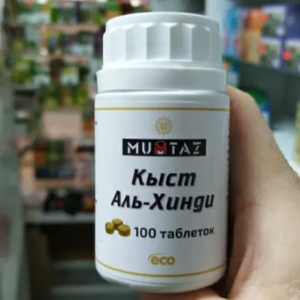 MUMTAZ
Кыст
Аль-Хинди
100 таблеток
eco